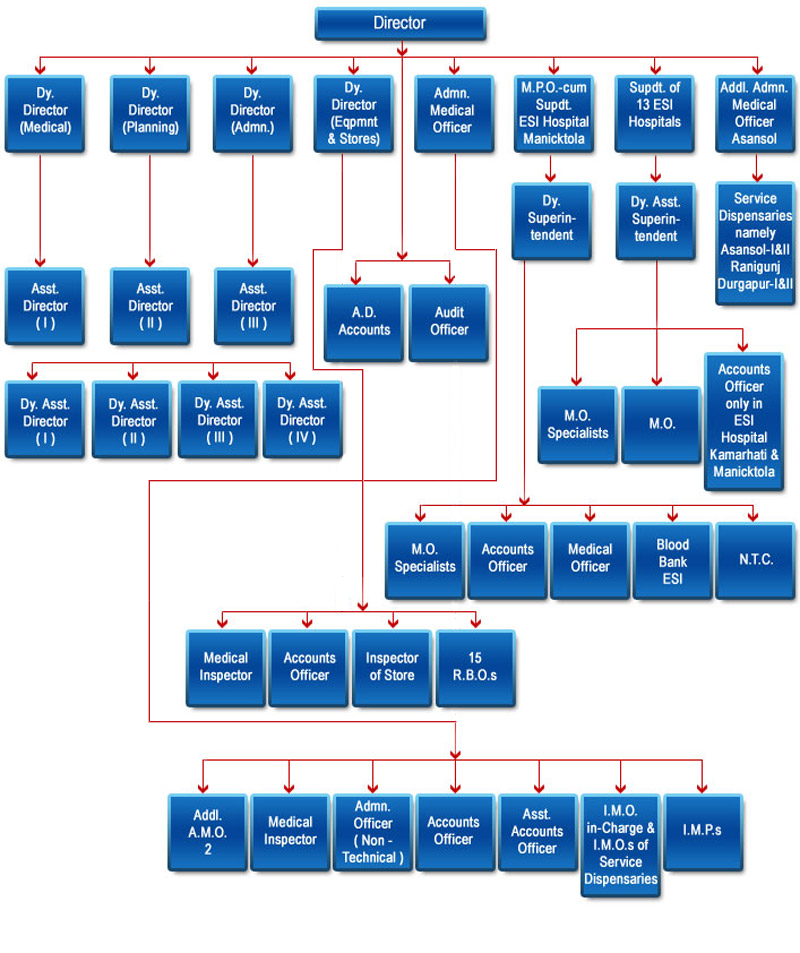 Director
Dy.
Director
(Medical)
Dy.
Director
(Planning)
Dy.
Director
(Admn.)
Dy.
Director
(Eqpmnt
& Stores)
Admn.
Medical
Officer
M.P.O.-cum
Supdt.
ESI Hospital
Manicktola
Supdt. of
13 ESI
Hospitals
Addl. Admn.
Medical
Officer
Asansol
Dy.
Superin-
tendent
Dy. Asst.
Superin-
tendent
Service
Dispensaries
namely
Asansol-I&II
Ranigunj
Durgapur-I&II
Asst.
Director
( I )
Asst.
Director
( II )
Asst.
Director
( III )
A.D.
Accounts
Audit
Officer
Dy. Asst.
Director
( I )
Dy. Asst.
Director
( II )
Dy. Asst.
Director
( III )
Dy. Asst.
Director
( IV )
M.O.
Specialists
M.O.
Accounts
Officer
only in
ESI
Hospital
Kamarhati &
Manicktola
M.O.
Specialists
Accounts
Officer
Medical
Officer
Blood
Bank
ESI
N.T.C.
Medical
Inspector
Accounts
Officer
Inspector
of Store
15
R.B.O.s
Addl.
A.M.O.
2
Medical
Inspector
Admn.
Officer
( Non -
Technical )
Accounts
Officer
Asst.
Accounts
Officer
I.M.O.
in-Charge &
I.M.O.s of
Service
Dispensaries
I.M.P.s